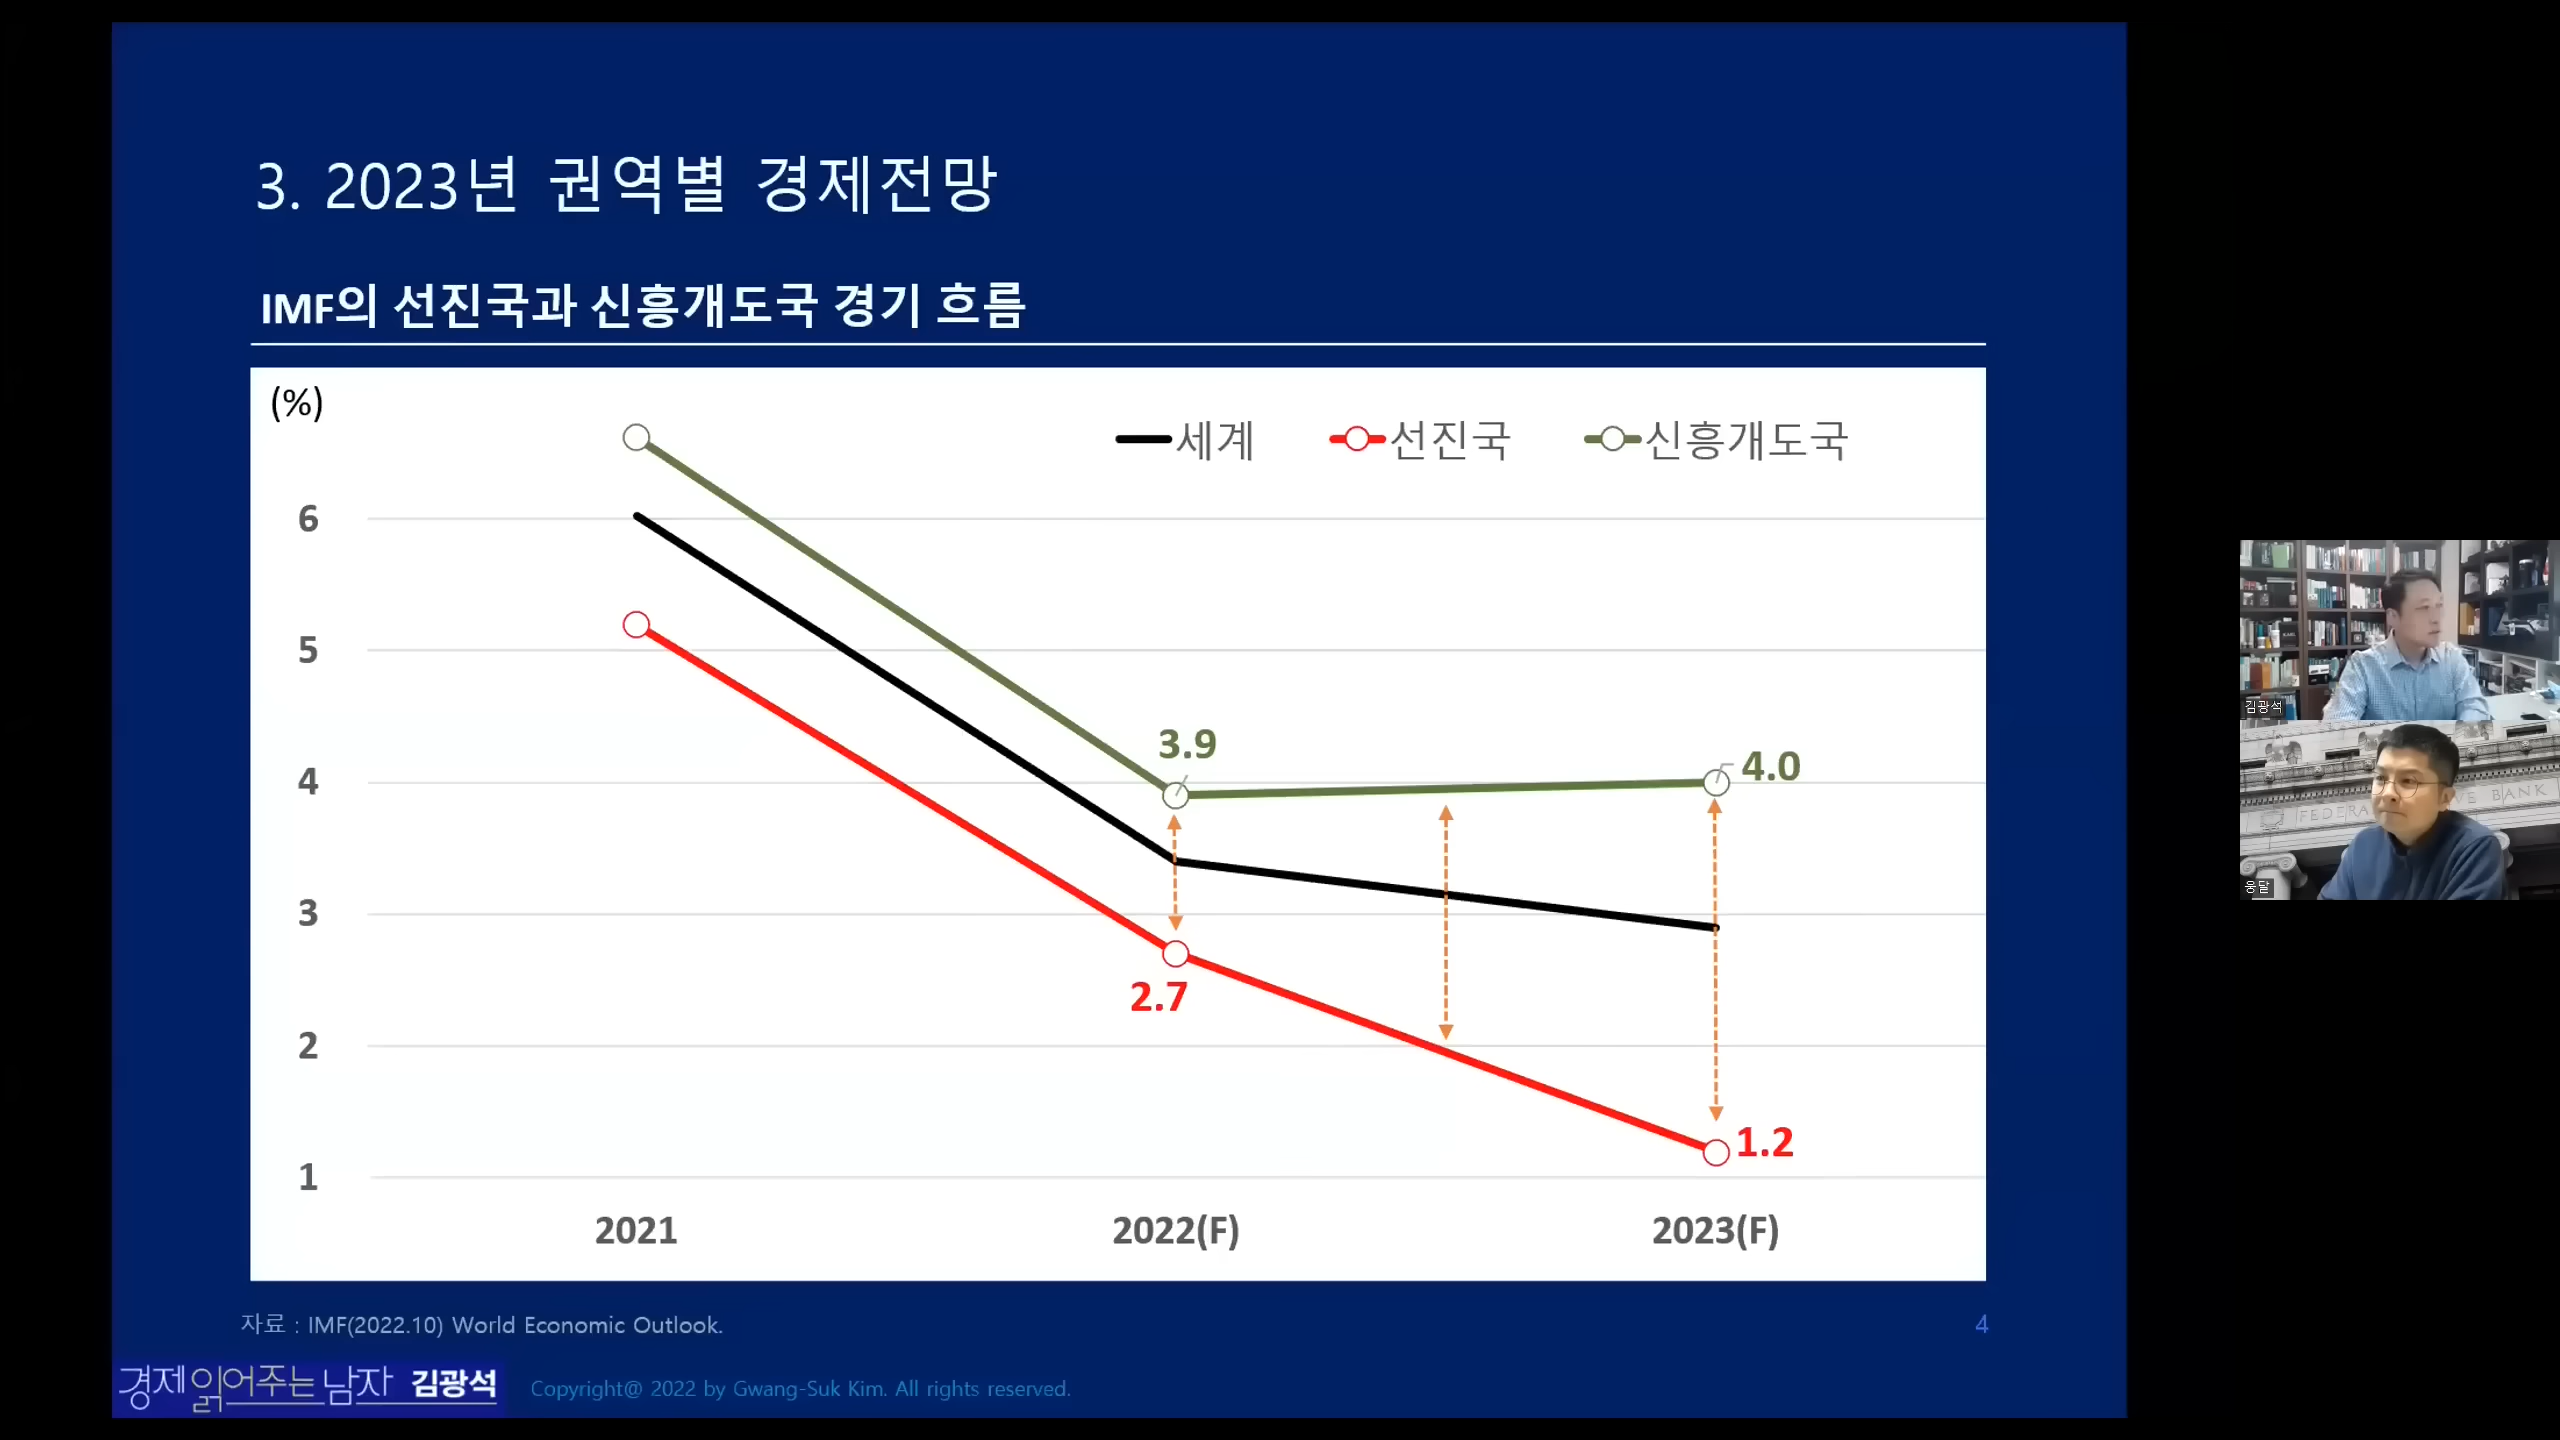 3. 2023년 권역별 경제전망
IMF의 선진국과 신흥개도국 경기 흐름
(%)
세계 선진국 신흥개도국
6
5
4
3
2
1
3.9
4.0
2.7
1.2
2021 2022(F) 2023(F)
자료 : IMF(2022.10) World Economic Outlook.
4
경제읽어주는남자 김광석
Copyright@ 2022 by Gwang-Suk Kim. All rights reserved.
김광석
FEDERA VE BANK
웅달